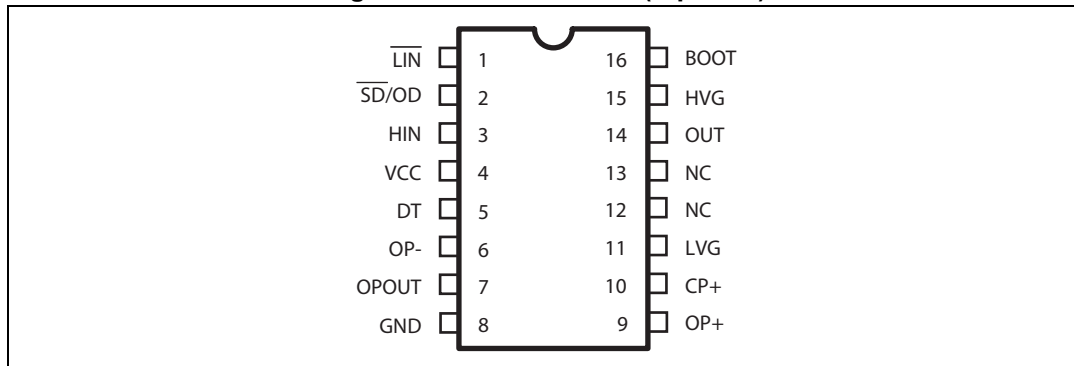 LIN 1 16 BOOT
SD/OD 2 15 HVG
HIN 3 14 OUT
VCC 4 13 NC
DT 5 12 NC
OP- 6 11 LVG
OPOUT 7 10 CP+
GND 8 9 OP+